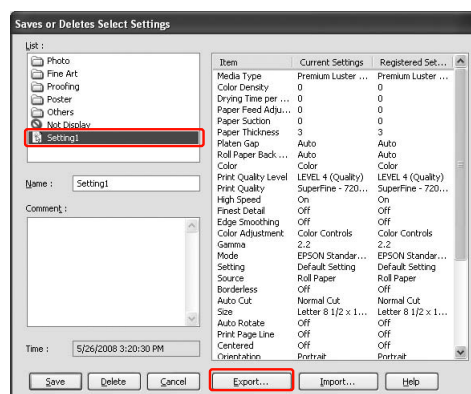 Saves or Deletes Select Settings
List :
Photo
Fine Art
Proofing
Poster
Others
Not Display
Setting1
Name : Setting1
Comment :
Time : 5/26/2008 3:20:30 PM
Item Current Settings Registered Set...
Media Type Premium Luster ... Premium Luster ...
Color Density 0 0
Drying Time per ... 0 0
Paper Feed Adju... 0 0
Paper Suction 0 0
Paper Thickness 3 3
Platen Gap Auto Auto
Roll Paper Back ... Auto Auto
Color Color Color
Print Quality Level LEVEL 4 (Quality) LEVEL 4 (Quality)
Print Quality SuperFine - 720... SuperFine - 720...
High Speed On On
Finest Detail Off Off
Edge Smoothing Off Off
Color Adjustment Color Controls Color Controls
Gamma 2.2 2.2
Mode EPSON Standar... EPSON Standar...
Setting Default Setting Default Setting
Source Roll Paper Roll Paper
Borderless Off Off
Auto Cut Normal Cut Normal Cut
Size Letter 8 1/2 x 1... Letter 8 1/2 x 1...
Auto Rotate Off Off
Print Page Line Off Off
Centered Off Off
Orientation Portrait Portrait
Save Delete Cancel Export... Import... Help